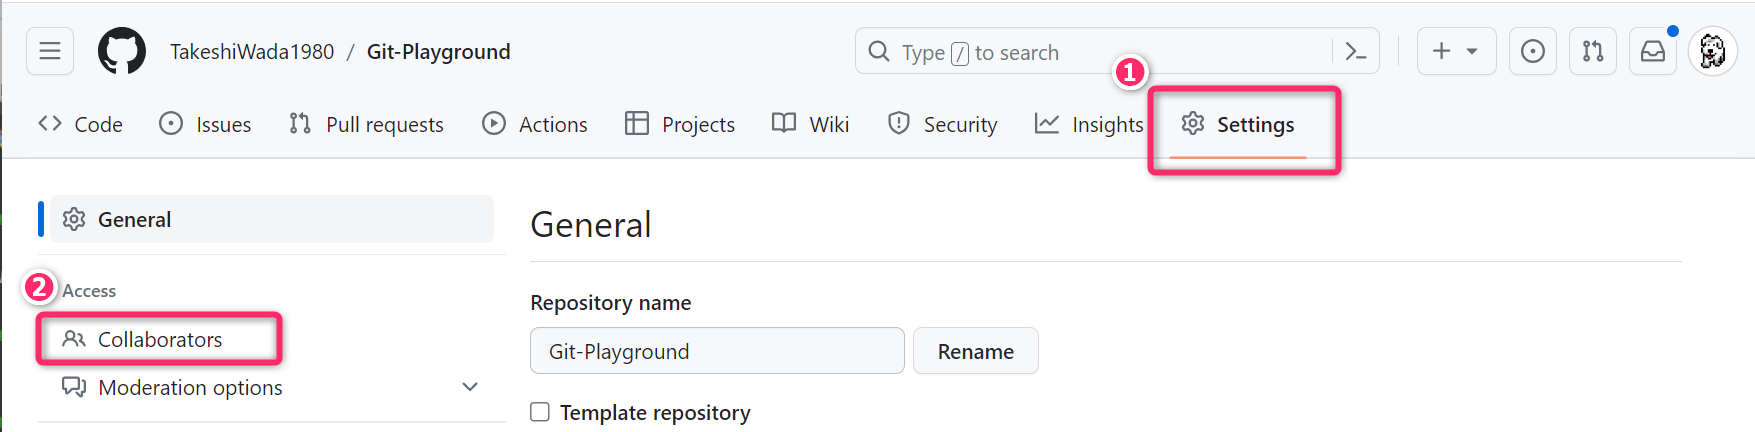 TakeshiWada1980 / Git-Playground
Type / to search
1
Code Issues Pull requests Actions Projects Wiki Security Insights Settings
General
General
2
Access
Collaborators
Moderation options
Repository name
Git-Playground Rename
Template repository